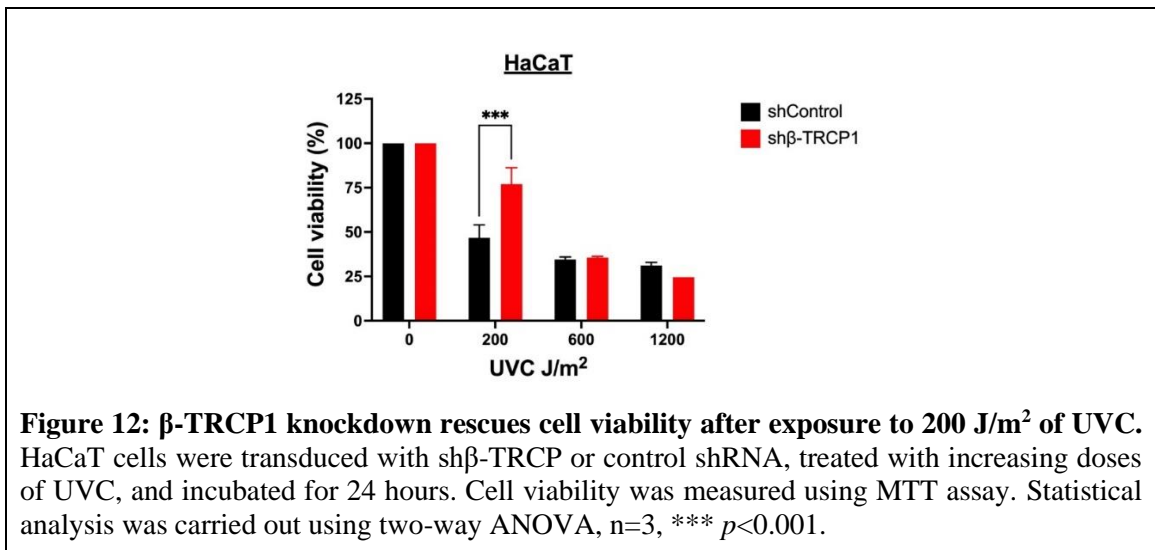 HaCaT
125
100
75
50
25
0
Cell viability (%)
***
shControl
shβ-TRCP1
0 200 600 1200
UVC J/m²
Figure 12: β-TRCP1 knockdown rescues cell viability after exposure to 200 J/m² of UVC.
HaCaT cells were transduced with shβ-TRCP or control shRNA, treated with increasing doses
of UVC, and incubated for 24 hours. Cell viability was measured using MTT assay. Statistical
analysis was carried out using two-way ANOVA, n=3, *** p<0.001.